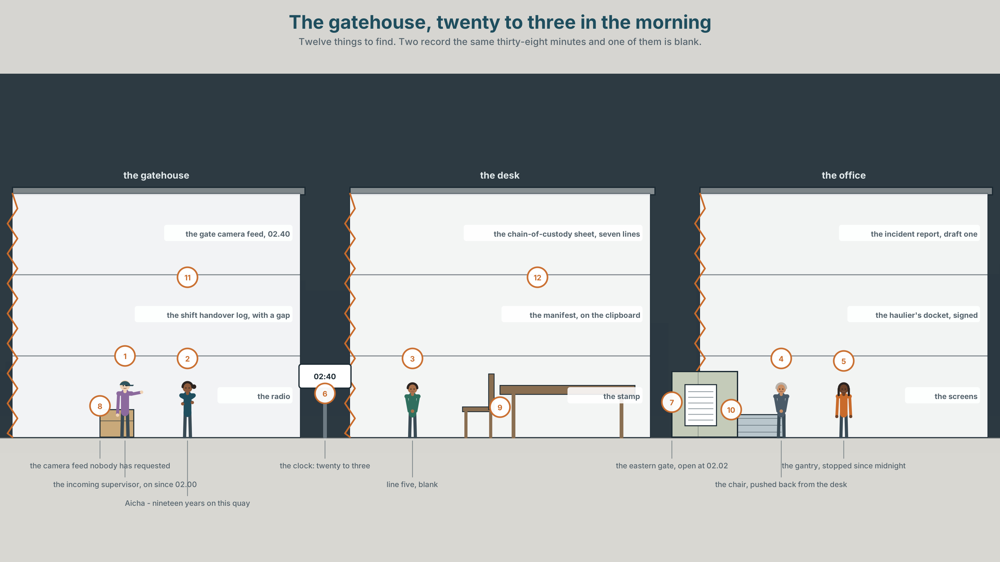 The gatehouse, twenty to three in the morning
Twelve things to find. Two record the same thirty-eight minutes and one of them is blank.
the gatehouse
the desk
the office
the gate camera feed, 02.40
the chain-of-custody sheet, seven lines
the incident report, draft one
11
12
the shift handover log, with a gap
the manifest, on the clipboard
the haulier's docket, signed
1
2
3
4
5
02:40
6
the radio
the stamp
the screens
7
8
9
10
the camera feed nobody has requested
the clock: twenty to three
the eastern gate, open at 02.02
the gantry, stopped since midnight
the incoming supervisor, on since 02.00
line five, blank
the chair, pushed back from the desk
Aicha - nineteen years on this quay